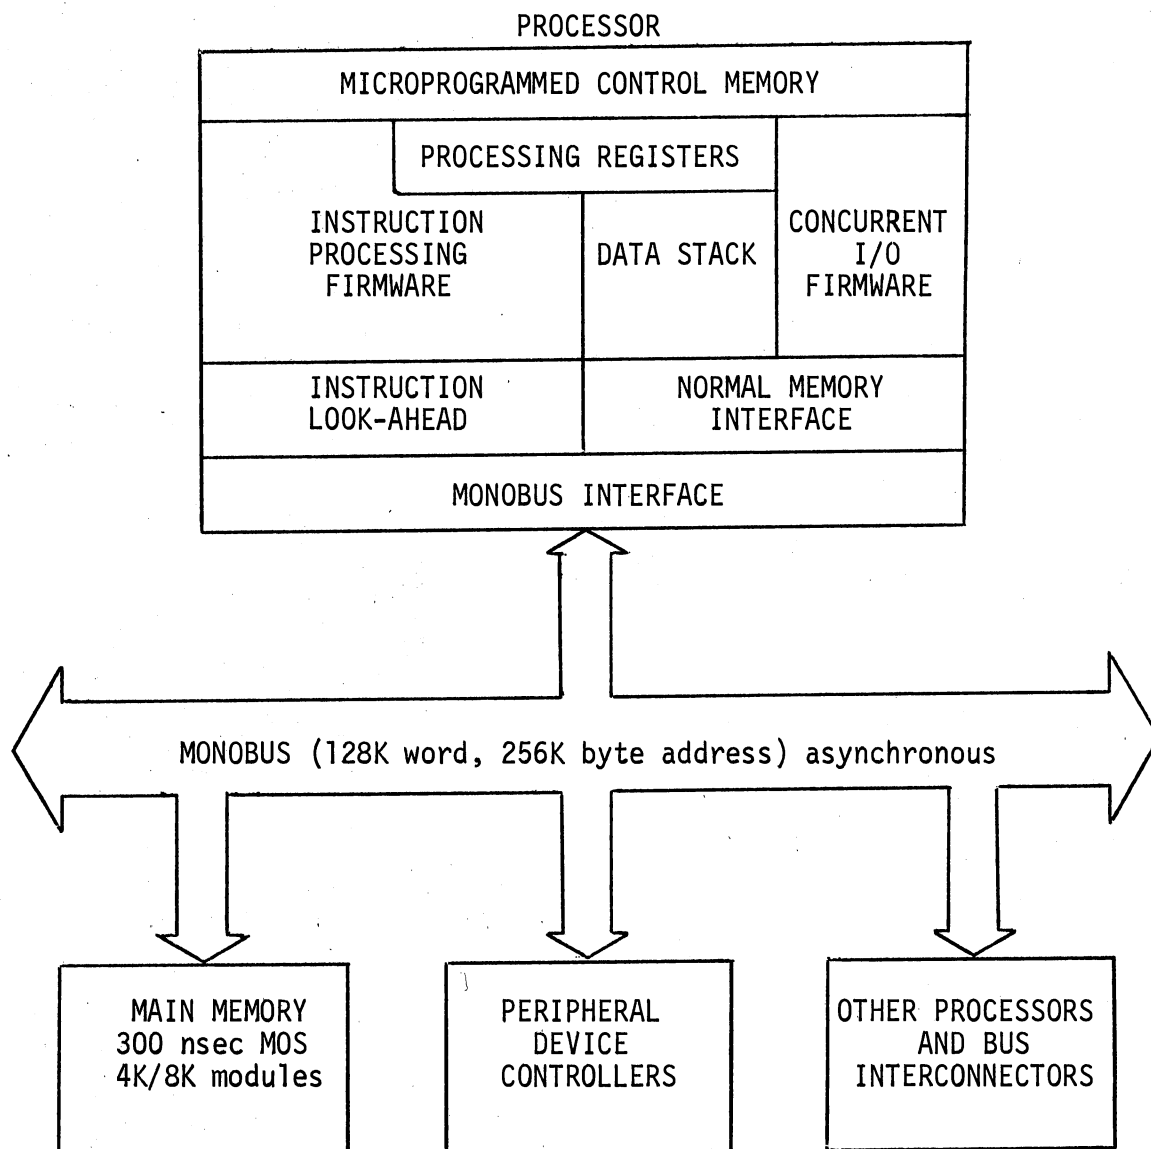 PROCESSOR
MICROPROGRAMMED CONTROL MEMORY
PROCESSING REGISTERS
INSTRUCTION
PROCESSING
FIRMWARE
DATA STACK
CONCURRENT
I/O
FIRMWARE
INSTRUCTION
LOOK-AHEAD
NORMAL MEMORY
INTERFACE
MONOBUS INTERFACE
MONOBUS (128K word, 256K byte address) asynchronous
MAIN MEMORY
300 nsec MOS
4K/8K modules
PERIPHERAL
DEVICE
CONTROLLERS
OTHER PROCESSORS
AND BUS
INTERCONNECTORS